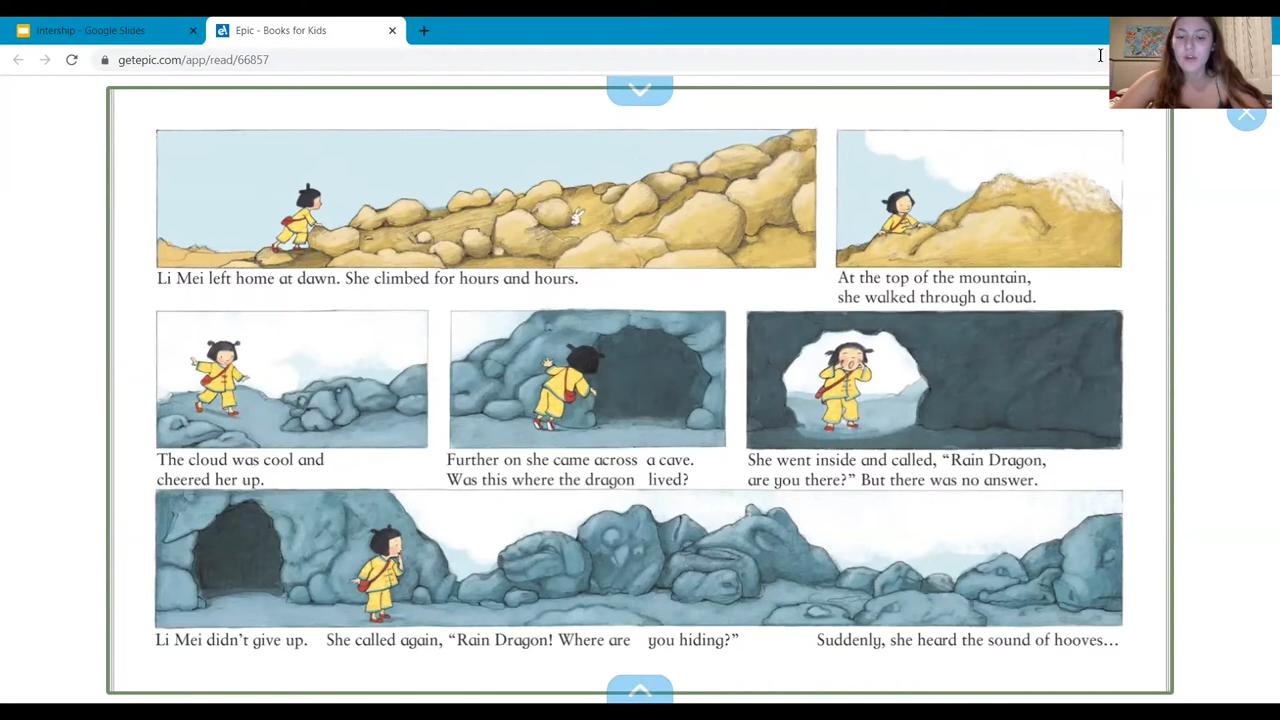 Intership - Google Slides
Epic - Books for Kids
getepic.com/app/read/66857
Li Mei left home at dawn. She climbed for hours and hours.
At the top of the mountain,
she walked through a cloud.
The cloud was cool and
cheered her up.
Further on she came across a cave.
Was this where the dragon lived?
She went inside and called, “Rain Dragon,
are you there?” But there was no answer.
Li Mei didn’t give up. She called again, “Rain Dragon! Where are you hiding?” Suddenly, she heard the sound of hooves...